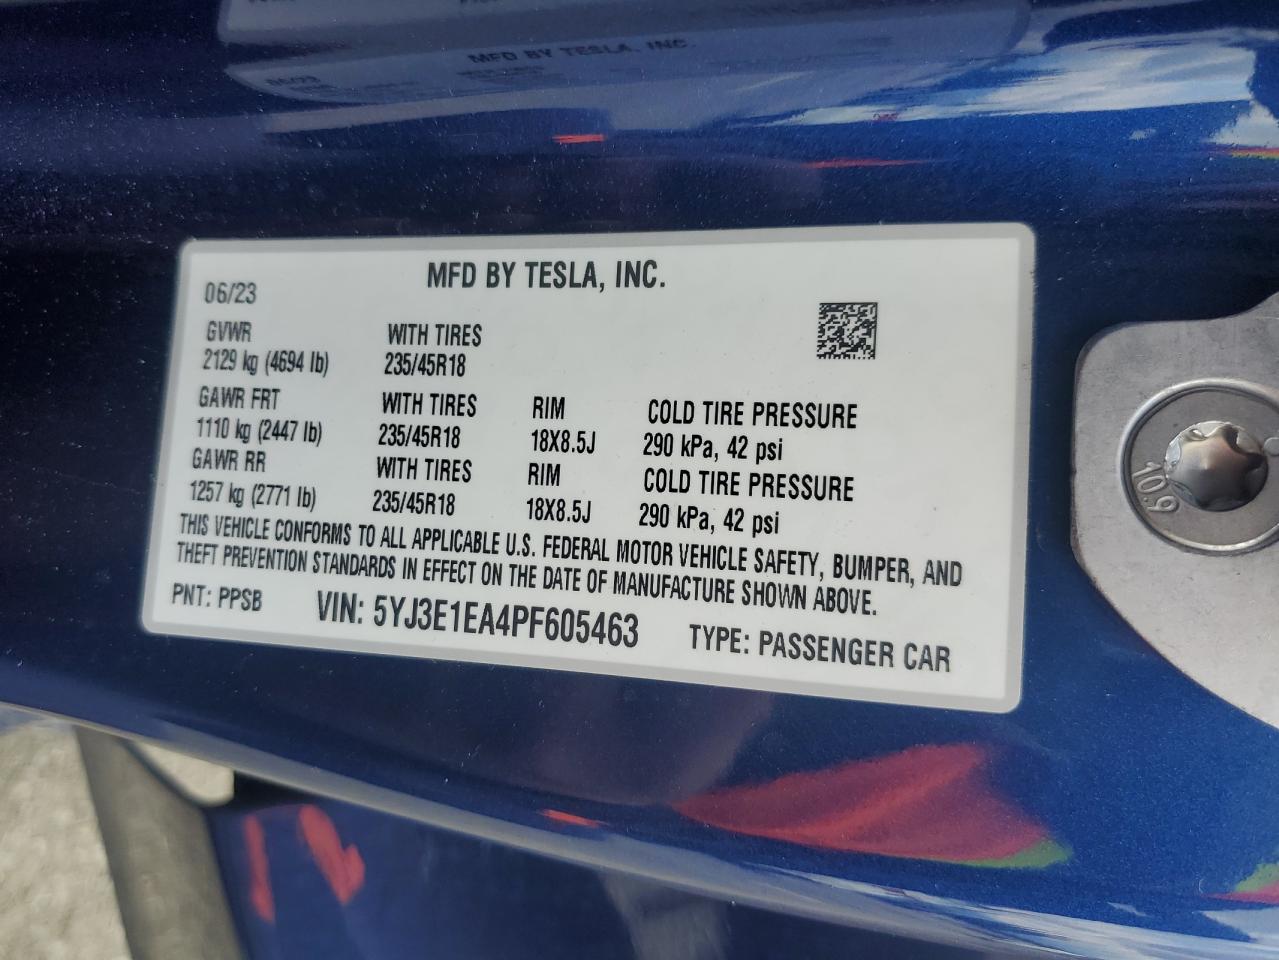 MFD BY TESLA, INC.
06/23
MFD BY TESLA, INC.
06/23
GVWR WITH TIRES
2129 kg (4694 lb) 235/45R18
GAWR FRT WITH TIRES RIM COLD TIRE PRESSURE
1110 kg (2447 lb) 235/45R18 18X8.5J 290 kPa, 42 psi
GAWR RR WITH TIRES RIM COLD TIRE PRESSURE
1257 kg (2771 lb) 235/45R18 18X8.5J 290 kPa, 42 psi
THIS VEHICLE CONFORMS TO ALL APPLICABLE U.S. FEDERAL MOTOR VEHICLE SAFETY, BUMPER, AND
THEFT PREVENTION STANDARDS IN EFFECT ON THE DATE OF MANUFACTURE SHOWN ABOVE.
PNT: PPSB VIN: 5YJ3E1EA4PF605463 TYPE: PASSENGER CAR
10.9